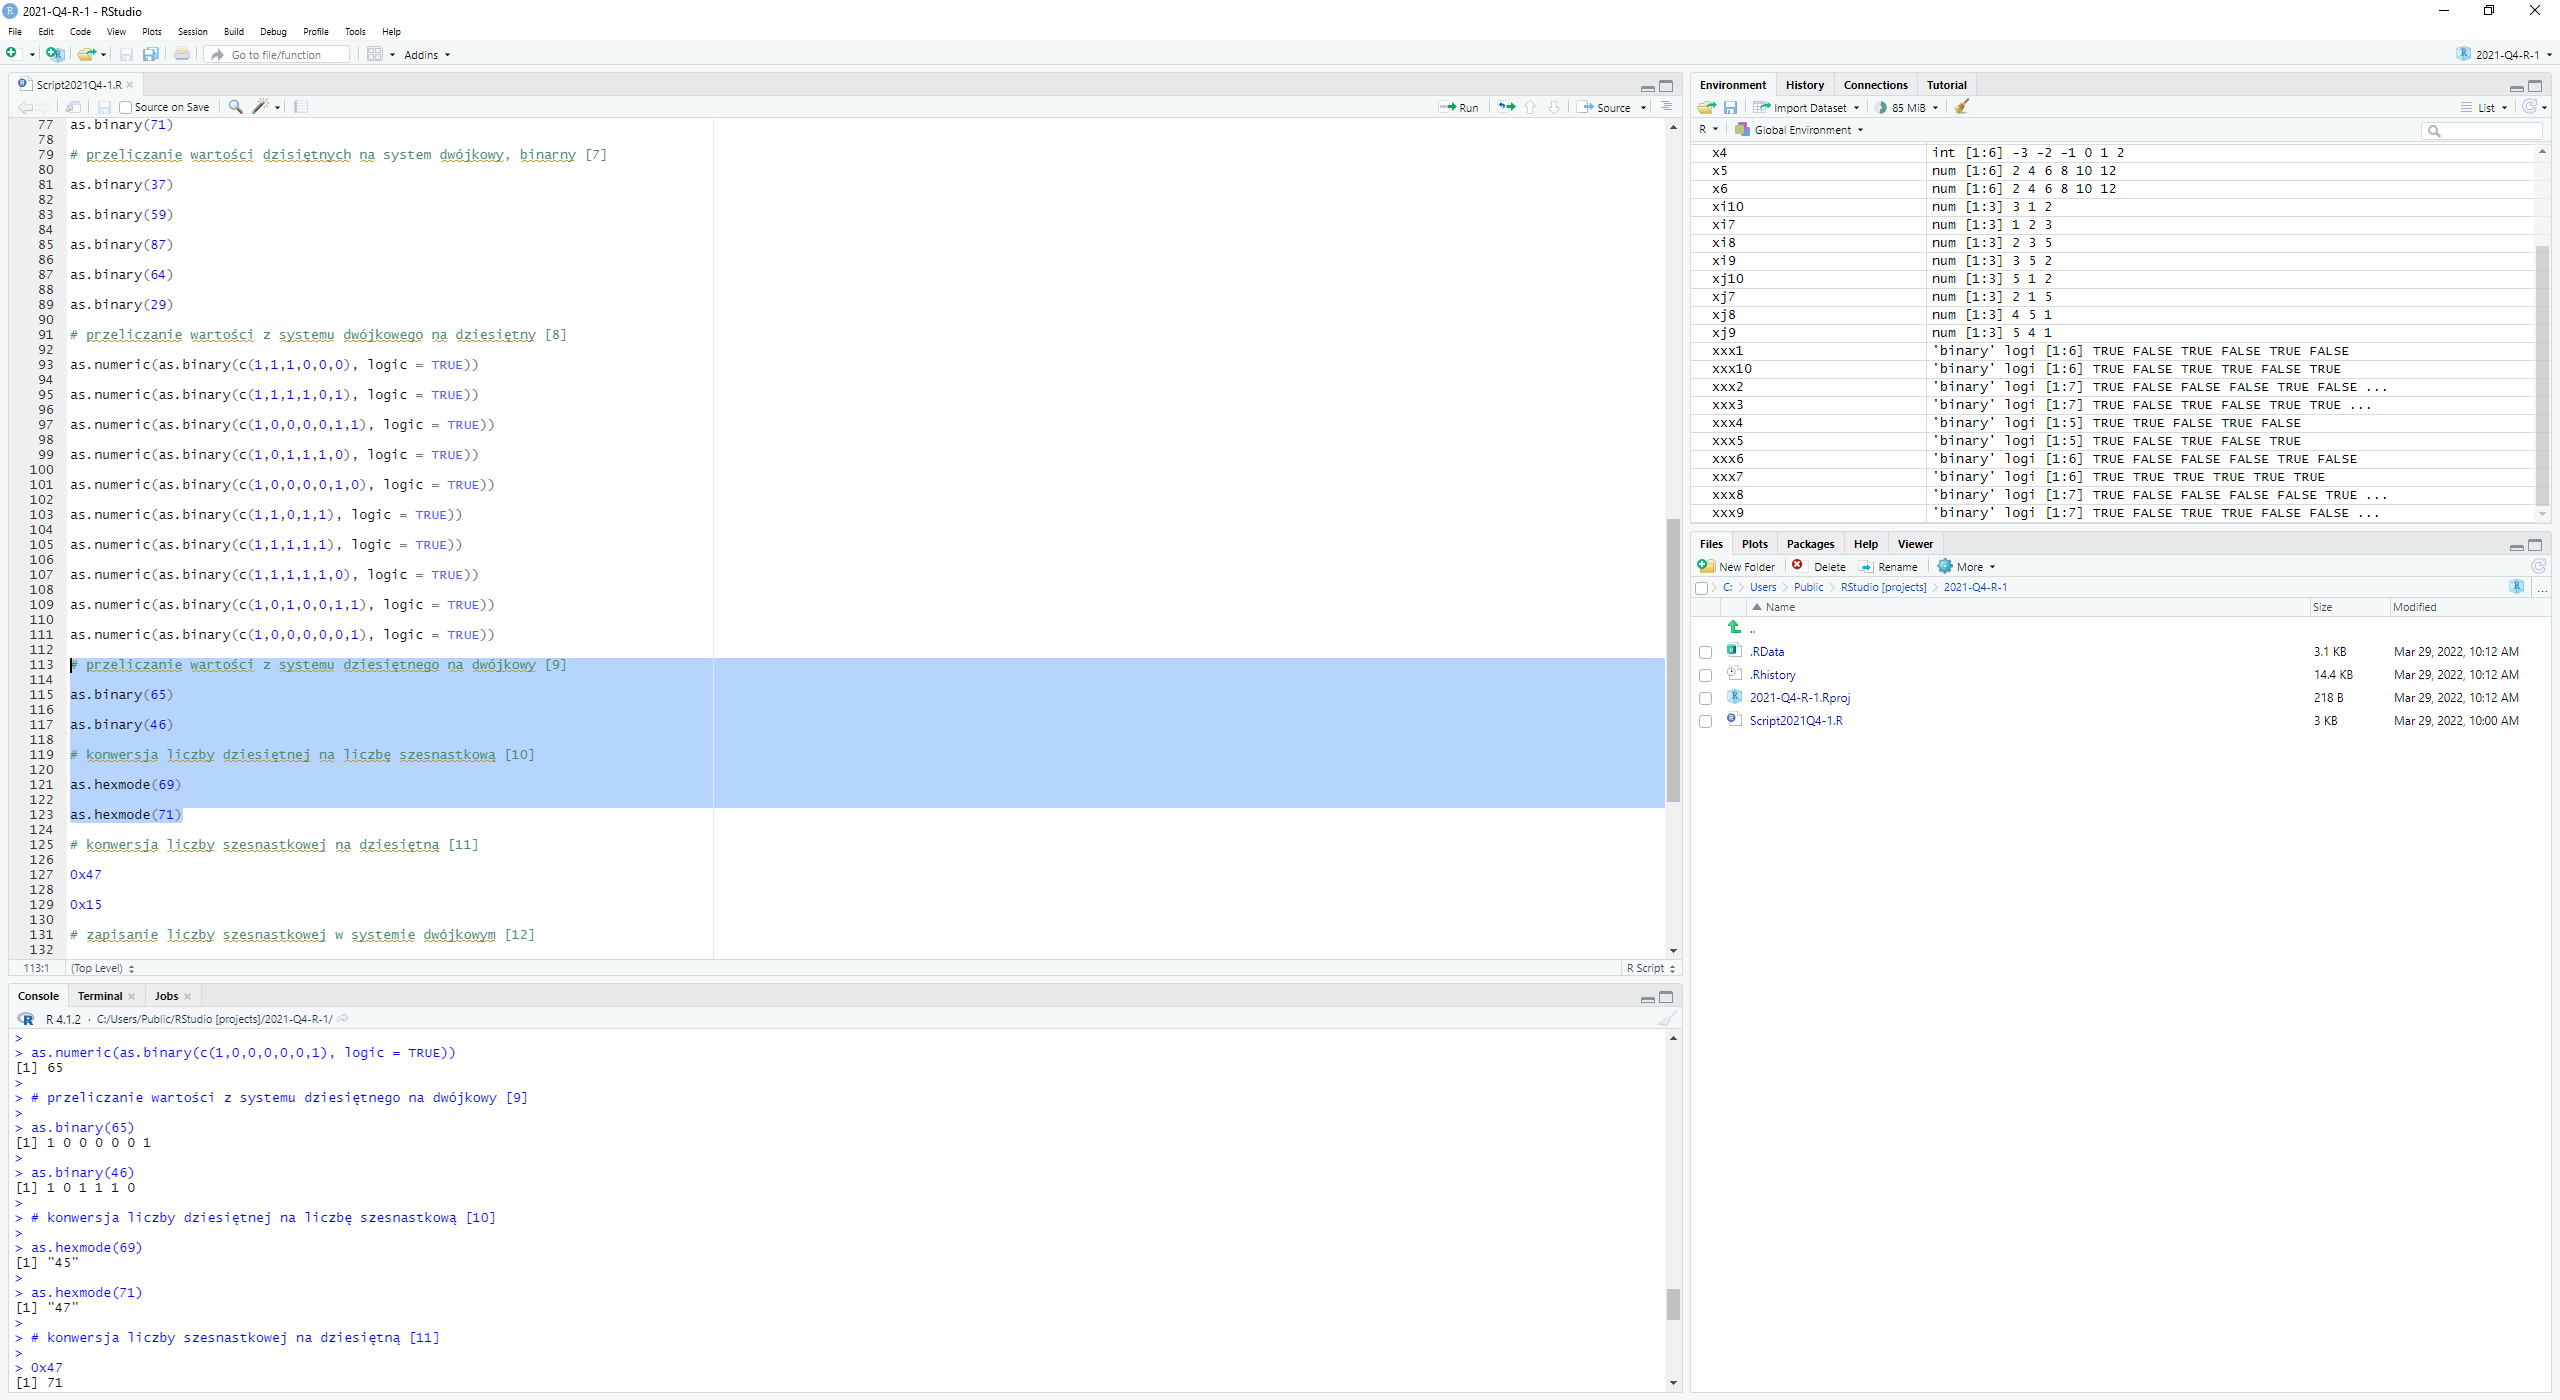 2021-Q4-R-1 - RStudio
File Edit Code View Plots Session Build Debug Profile Tools Help
Go to file/function Addins 2021-Q4-R-1
Script2021Q4-1.R
Source on Save Run Source
77 as.binary(71)
78
79 # przeliczanie wartości dzisiętnych na system dwójkowy, binarny [7]
80
81 as.binary(37)
82
83 as.binary(59)
84
85 as.binary(87)
86
87 as.binary(64)
88
89 as.binary(29)
90
91 # przeliczanie wartości z systemu dwójkowego na dziesiętny [8]
92
93 as.numeric(as.binary(c(1,1,1,0,0,0), logic = TRUE))
94
95 as.numeric(as.binary(c(1,1,1,1,0,1), logic = TRUE))
96
97 as.numeric(as.binary(c(1,0,0,0,0,1,1), logic = TRUE))
98
99 as.numeric(as.binary(c(1,0,1,1,1,0), logic = TRUE))
100
101 as.numeric(as.binary(c(1,0,0,0,0,1,0), logic = TRUE))
102
103 as.numeric(as.binary(c(1,1,0,1,1), logic = TRUE))
104
105 as.numeric(as.binary(c(1,1,1,1,1), logic = TRUE))
106
107 as.numeric(as.binary(c(1,1,1,1,1,0), logic = TRUE))
108
109 as.numeric(as.binary(c(1,0,1,0,0,1,1), logic = TRUE))
110
111 as.numeric(as.binary(c(1,0,0,0,0,0,1), logic = TRUE))
112
113 # przeliczanie wartości z systemu dziesiętnego na dwójkowy [9]
114
115 as.binary(65)
116
117 as.binary(46)
118
119 # konwersja liczby dziesiętnej na liczbę szesnastkową [10]
120
121 as.hexmode(69)
122
123 as.hexmode(71)
124
125 # konwersja liczby szesnastkowej na dziesiętną [11]
126
127 0x47
128
129 0x15
130
131 # zapisanie liczby szesnastkowej w systemie dwójkowym [12]
132
113:1 (Top Level) R Script
Console Terminal Jobs
R 4.1.2 · C:/Users/Public/RStudio [projects]/2021-Q4-R-1/
>
> as.numeric(as.binary(c(1,0,0,0,0,0,1), logic = TRUE))
[1] 65
>
> # przeliczanie wartości z systemu dziesiętnego na dwójkowy [9]
>
> as.binary(65)
[1] 1 0 0 0 0 0 1
>
> as.binary(46)
[1] 1 0 1 1 1 0
>
> # konwersja liczby dziesiętnej na liczbę szesnastkową [10]
>
> as.hexmode(69)
[1] "45"
>
> as.hexmode(71)
[1] "47"
>
> # konwersja liczby szesnastkowej na dziesiętną [11]
>
> 0x47
[1] 71
Environment History Connections Tutorial
Import Dataset 85 MiB List
R Global Environment
x4 int [1:6] -3 -2 -1 0 1 2
x5 num [1:6] 2 4 6 8 10 12
x6 num [1:6] 2 4 6 8 10 12
xi10 num [1:3] 3 1 2
xi7 num [1:3] 1 2 3
xi8 num [1:3] 2 3 5
xi9 num [1:3] 3 5 2
xj10 num [1:3] 5 1 2
xj7 num [1:3] 2 1 5
xj8 num [1:3] 4 5 1
xj9 num [1:3] 5 4 1
xxx1 'binary' logi [1:6] TRUE FALSE TRUE FALSE TRUE FALSE
xxx10 'binary' logi [1:6] TRUE FALSE TRUE TRUE FALSE TRUE
xxx2 'binary' logi [1:7] TRUE FALSE FALSE FALSE TRUE FALSE ...
xxx3 'binary' logi [1:7] TRUE FALSE TRUE FALSE TRUE TRUE ...
xxx4 'binary' logi [1:5] TRUE TRUE FALSE TRUE FALSE
xxx5 'binary' logi [1:5] TRUE FALSE TRUE FALSE TRUE
xxx6 'binary' logi [1:6] TRUE FALSE FALSE FALSE TRUE FALSE
xxx7 'binary' logi [1:6] TRUE TRUE TRUE TRUE TRUE TRUE
xxx8 'binary' logi [1:7] TRUE FALSE FALSE FALSE FALSE TRUE ...
xxx9 'binary' logi [1:7] TRUE FALSE TRUE TRUE FALSE FALSE ...
Files Plots Packages Help Viewer
New Folder Delete Rename More
C: Users Public RStudio [projects] 2021-Q4-R-1 ...
Name Size Modified
..
.RData 3.1 KB Mar 29, 2022, 10:12 AM
.Rhistory 14.4 KB Mar 29, 2022, 10:12 AM
2021-Q4-R-1.Rproj 218 B Mar 29, 2022, 10:12 AM
Script2021Q4-1.R 3 KB Mar 29, 2022, 10:00 AM